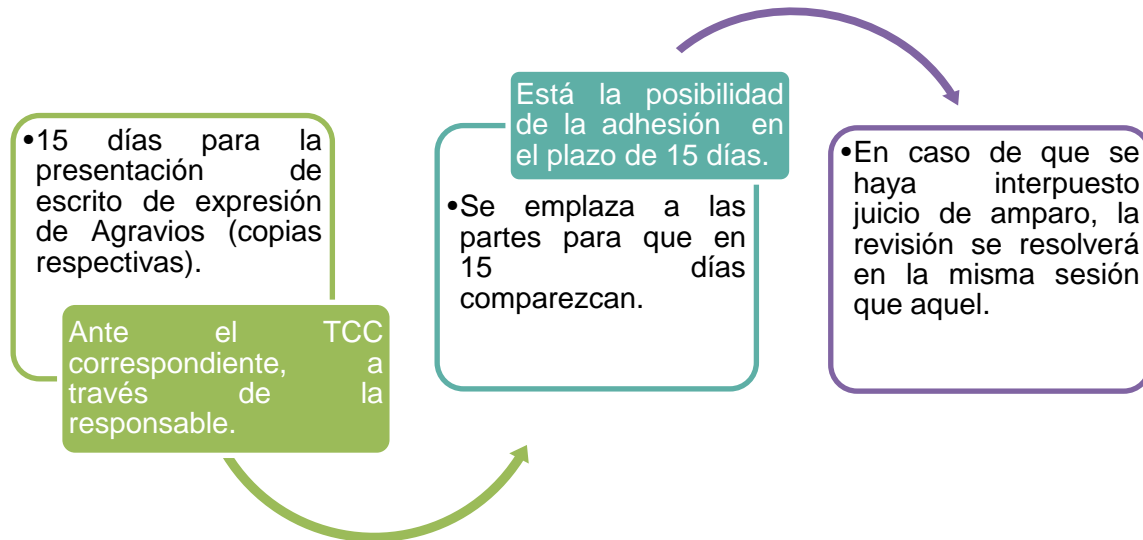 •15 días para la
presentación de
escrito de expresión
de Agravios (copias
respectivas).
Ante el TCC
correspondiente, a
través de la
responsable.
Está la posibilidad
de la adhesión en
el plazo de 15 días.
•Se emplaza a las
partes para que en
15 días
comparezcan.
•En caso de que se
haya interpuesto
juicio de amparo, la
revisión se resolverá
en la misma sesión
que aquel.